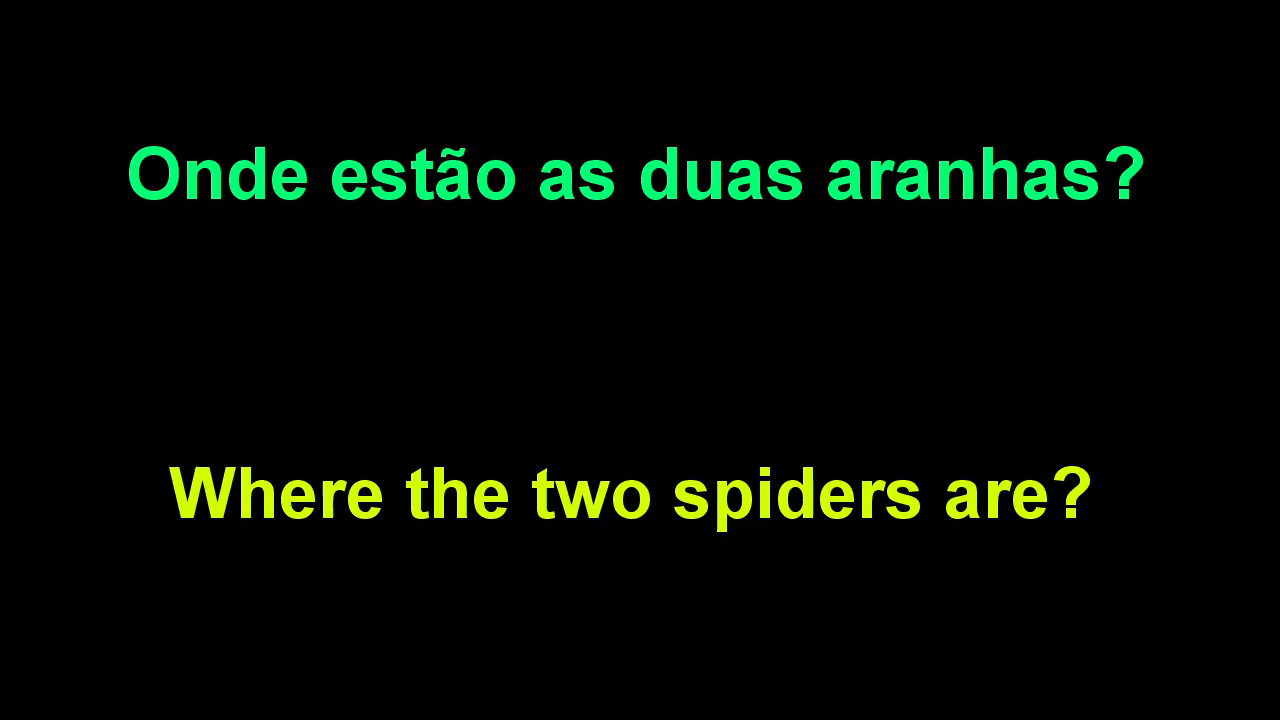 Onde estão as duas aranhas?
Where the two spiders are?